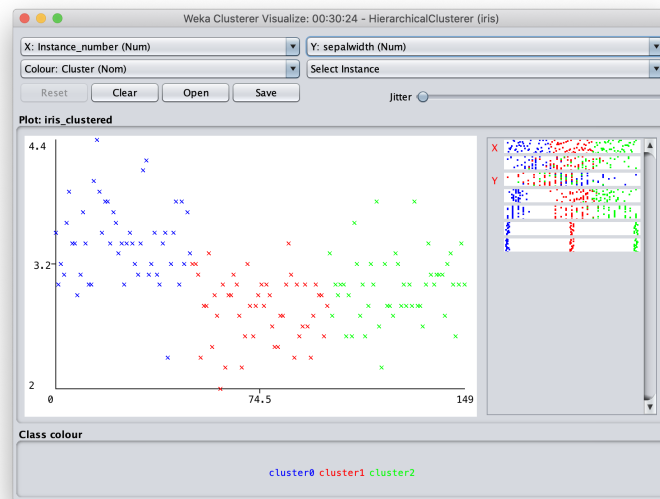 Weka Clusterer Visualize: 00:30:24 - HierarchicalClusterer (iris)
X: Instance_number (Num) Y: sepalwidth (Num)
Colour: Cluster (Nom) Select Instance
Reset Clear Open Save Jitter
Plot: iris_clustered
4.4
3.2
2
0 74.5 149
X
Y
Class colour
cluster0 cluster1 cluster2